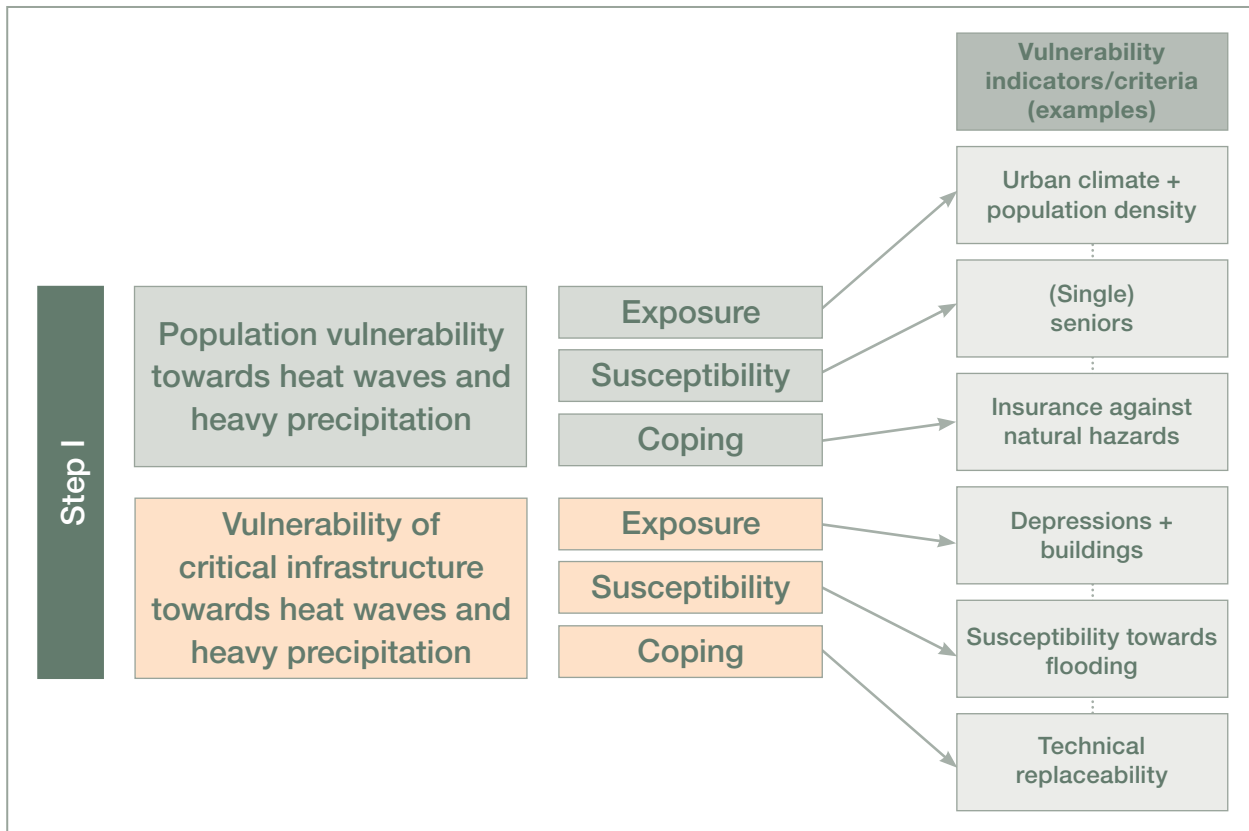 Vulnerability
indicators/criteria
(examples)
Step I
Population vulnerability
towards heat waves and
heavy precipitation
Exposure
Susceptibility
Coping
Urban climate +
population density
(Single)
seniors
Insurance against
natural hazards
Vulnerability of
critical infrastructure
towards heat waves and
heavy precipitation
Exposure
Susceptibility
Coping
Depressions +
buildings
Susceptibility towards
flooding
Technical
replaceability